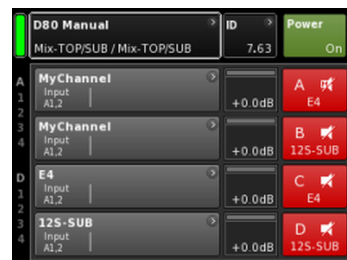 D80 Manual
Mix-TOP/SUB / Mix-TOP/SUB
ID
7.63
Power
On
A
1
2
3
4
D
1
2
3
4
MyChannel
Input
A1,2
+0.0dB
A
E4
MyChannel
Input
A1,2
+0.0dB
B
12S-SUB
E4
Input
A1,2
+0.0dB
C
E4
12S-SUB
Input
A1,2
+0.0dB
D
12S-SUB